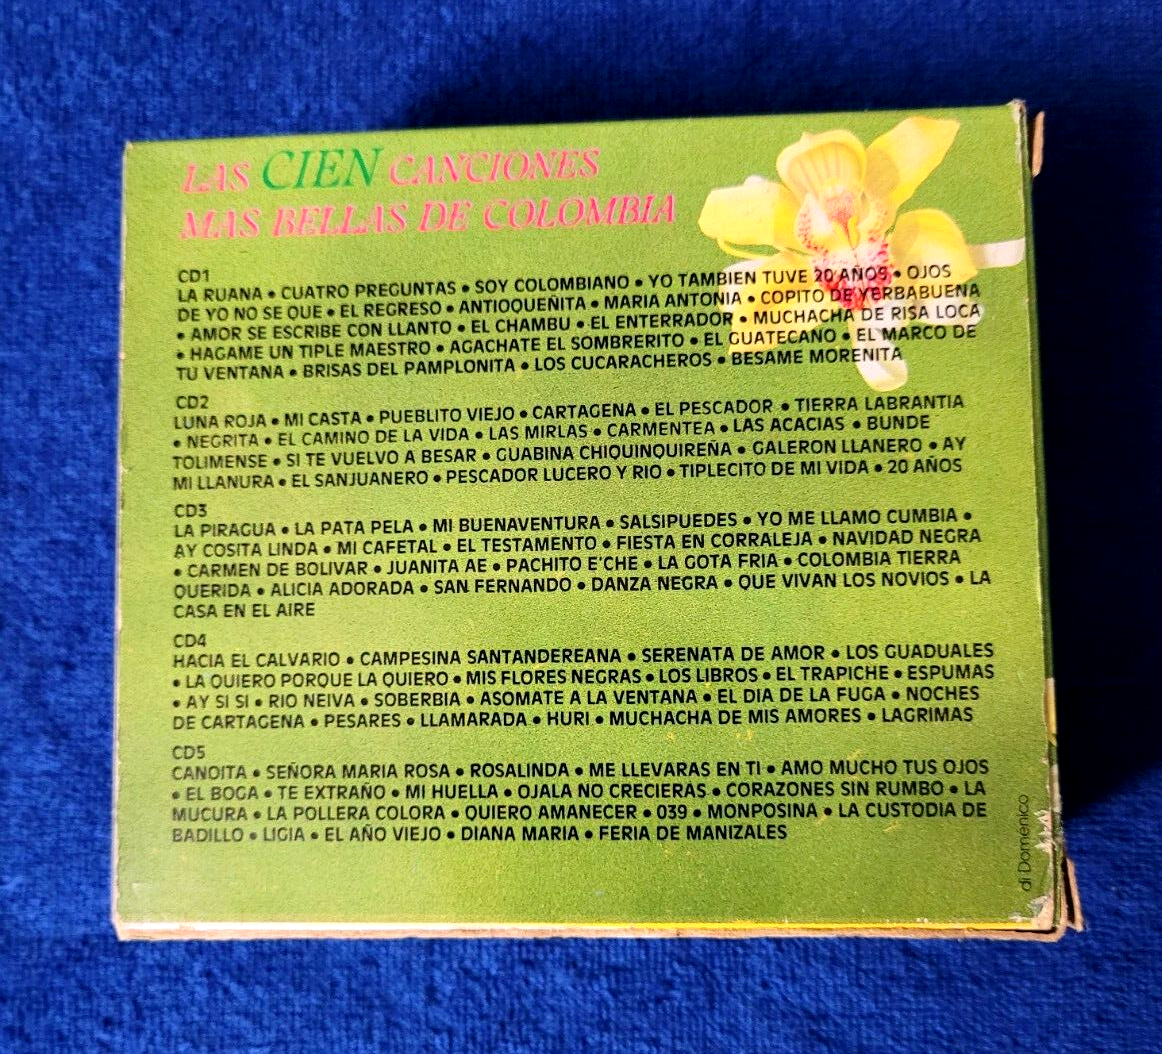 LAS CIEN CANCIONES
MAS BELLAS DE COLOMBIA
CD1
LA RUANA • CUATRO PREGUNTAS • SOY COLOMBIANO • YO TAMBIEN TUVE 20 AÑOS • OJOS
DE YO NO SE QUE • EL REGRESO • ANTIOQUEÑITA • MARIA ANTONIA • COPITO DE YERBABUENA
• AMOR SE ESCRIBE CON LLANTO • EL CHAMBU • EL ENTERRADOR • MUCHACHA DE RISA LOCA
• HAGAME UN TIPLE MAESTRO • AGACHATE EL SOMBRERITO • EL GUATECANO • EL MARCO DE
TU VENTANA • BRISAS DEL PAMPLONITA • LOS CUCARACHEROS • BESAME MORENITA
CD2
LUNA ROJA • MI CASTA • PUEBLITO VIEJO • CARTAGENA • EL PESCADOR • TIERRA LABRANTIA
• NEGRITA • EL CAMINO DE LA VIDA • LAS MIRLAS • CARMENTEA • LAS ACACIAS • BUNDE
TOLIMENSE • SI TE VUELVO A BESAR • GUABINA CHIQUINQUIREÑA • GALERON LLANERO • AY
MI LLANURA • EL SANJUANERO • PESCADOR LUCERO Y RIO • TIPLECITO DE MI VIDA • 20 AÑOS
CD3
LA PIRAGUA • LA PATA PELA • MI BUENAVENTURA • SALSIPUEDES • YO ME LLAMO CUMBIA •
AY COSITA LINDA • MI CAFETAL • EL TESTAMENTO • FIESTA EN CORRALEJA • NAVIDAD NEGRA
• CARMEN DE BOLIVAR • JUANITA AE • PACHITO E'CHE • LA GOTA FRIA • COLOMBIA TIERRA
QUERIDA • ALICIA ADORADA • SAN FERNANDO • DANZA NEGRA • QUE VIVAN LOS NOVIOS • LA
CASA EN EL AIRE
CD4
HACIA EL CALVARIO • CAMPESINA SANTANDEREANA • SERENATA DE AMOR • LOS GUADUALES
• LA QUIERO PORQUE LA QUIERO • MIS FLORES NEGRAS • LOS LIBROS • EL TRAPICHE • ESPUMAS
• AY SI SI • RIO NEIVA • SOBERBIA • ASOMATE A LA VENTANA • EL DIA DE LA FUGA • NOCHES
DE CARTAGENA • PESARES • LLAMARADA • HURI • MUCHACHA DE MIS AMORES • LAGRIMAS
CD5
CANOITA • SEÑORA MARIA ROSA • ROSALINDA • ME LLEVARAS EN TI • AMO MUCHO TUS OJOS
• EL BOGA • TE EXTRAÑO • MI HUELLA • OJALA NO CRECIERAS • CORAZONES SIN RUMBO • LA
MUCURA • LA POLLERA COLORA • QUIERO AMANECER • 039 • MONPOSINA • LA CUSTODIA DE
BADILLO • LIGIA • EL AÑO VIEJO • DIANA MARIA • FERIA DE MANIZALES
di Domenico